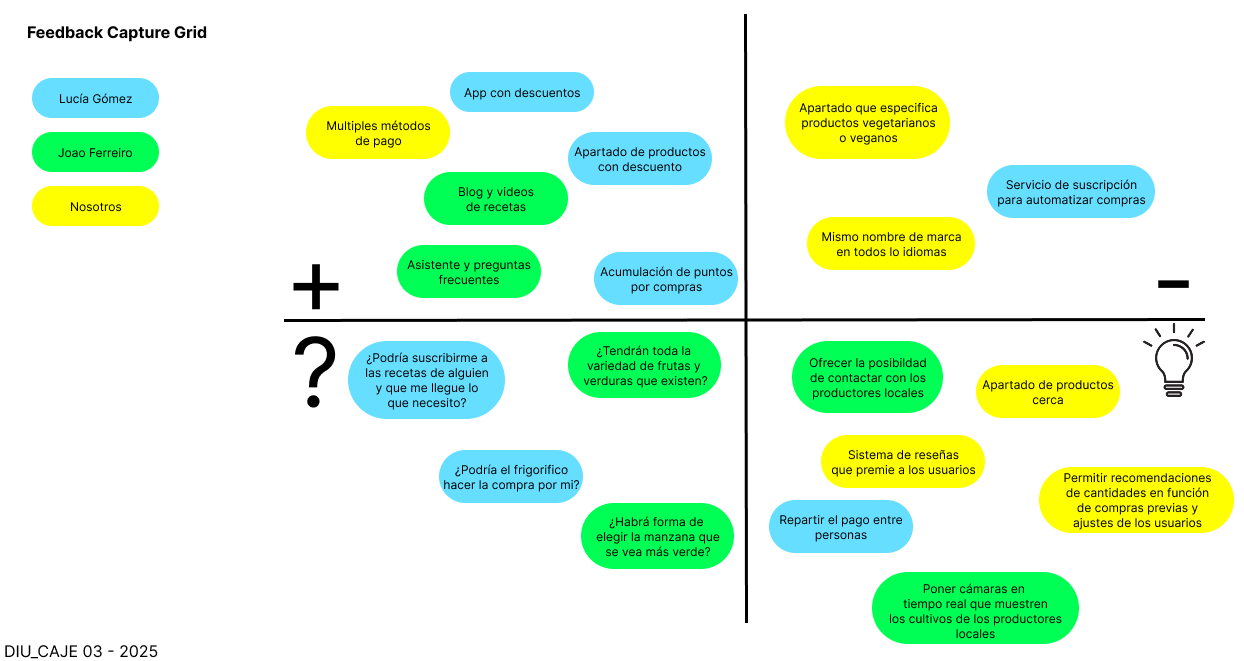 Feedback Capture Grid
Lucía Gómez
Joao Ferreiro
Nosotros
App con descuentos
Multiples métodos
de pago
Apartado de productos
con descuento
Blog y videos
de recetas
Asistente y preguntas
frecuentes
Acumulación de puntos
por compras
+
Apartado que especifica
productos vegetarianos
o veganos
Servicio de suscripción
para automatizar compras
Mismo nombre de marca
en todos lo idiomas
-
?
¿Podría suscribirme a
las recetas de alguien
y que me llegue lo
que necesito?
¿Tendrán toda la
variedad de frutas y
verduras que existen?
¿Podría el frigorifico
hacer la compra por mi?
¿Habrá forma de
elegir la manzana que
se vea más verde?
Ofrecer la posibildad
de contactar con los
productores locales
Apartado de productos
cerca
Sistema de reseñas
que premie a los usuarios
Permitir recomendaciones
de cantidades en función
de compras previas y
ajustes de los usuarios
Repartir el pago entre
personas
Poner cámaras en
tiempo real que muestren
los cultivos de los productores
locales
DIU_CAJE 03 - 2025